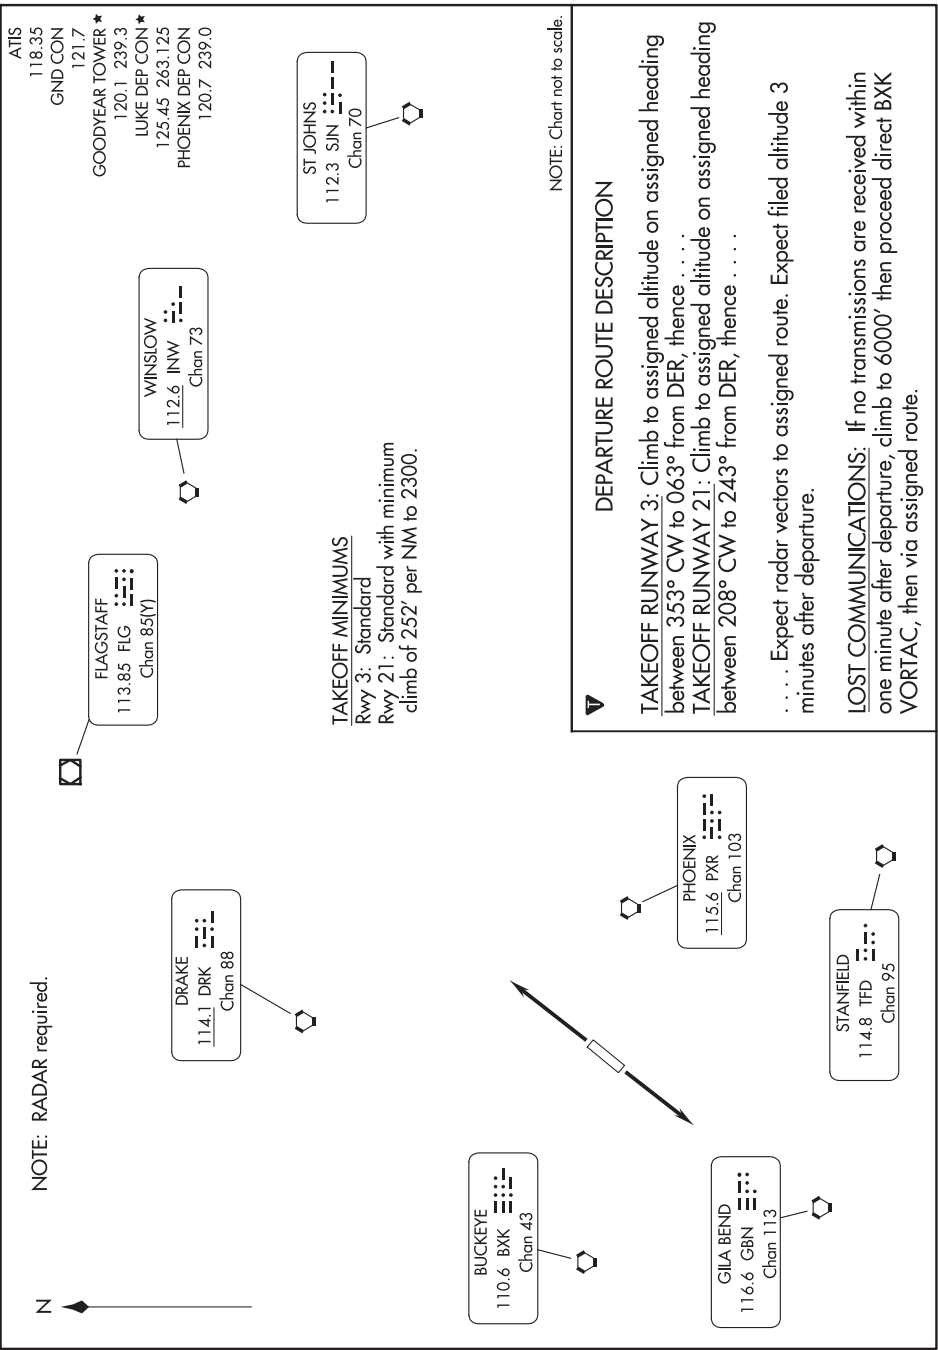 NOTE: RADAR required.
ATIS
118.35
GND CON
121.7
GOODYEAR TOWER ★
120.1 239.3
LUKE DEP CON ★
125.45 263.125
PHOENIX DEP CON
120.7 239.0
N
FLAGSTAFF
113.85 FLG
Chan 85(Y)
WINSLOW
112.6 INW
Chan 73
DRAKE
114.1 DRK
Chan 88
ST JOHNS
112.3 SJN
Chan 70
TAKEOFF MINIMUMS
Rwy 3: Standard
Rwy 21: Standard with minimum
climb of 252' per NM to 2300.
BUCKEYE
110.6 BXK
Chan 43
PHOENIX
115.6 PXR
Chan 103
GILA BEND
116.6 GBN
Chan 113
STANFIELD
114.8 TFD
Chan 95
NOTE: Chart not to scale.
T
DEPARTURE ROUTE DESCRIPTION
TAKEOFF RUNWAY 3: Climb to assigned altitude on assigned heading
between 353° CW to 063° from DER, thence . . . .
TAKEOFF RUNWAY 21: Climb to assigned altitude on assigned heading
between 208° CW to 243° from DER, thence . . . .
. . . . Expect radar vectors to assigned route. Expect filed altitude 3
minutes after departure.
LOST COMMUNICATIONS: If no transmissions are received within
one minute after departure, climb to 6000' then proceed direct BXK
VORTAC, then via assigned route.